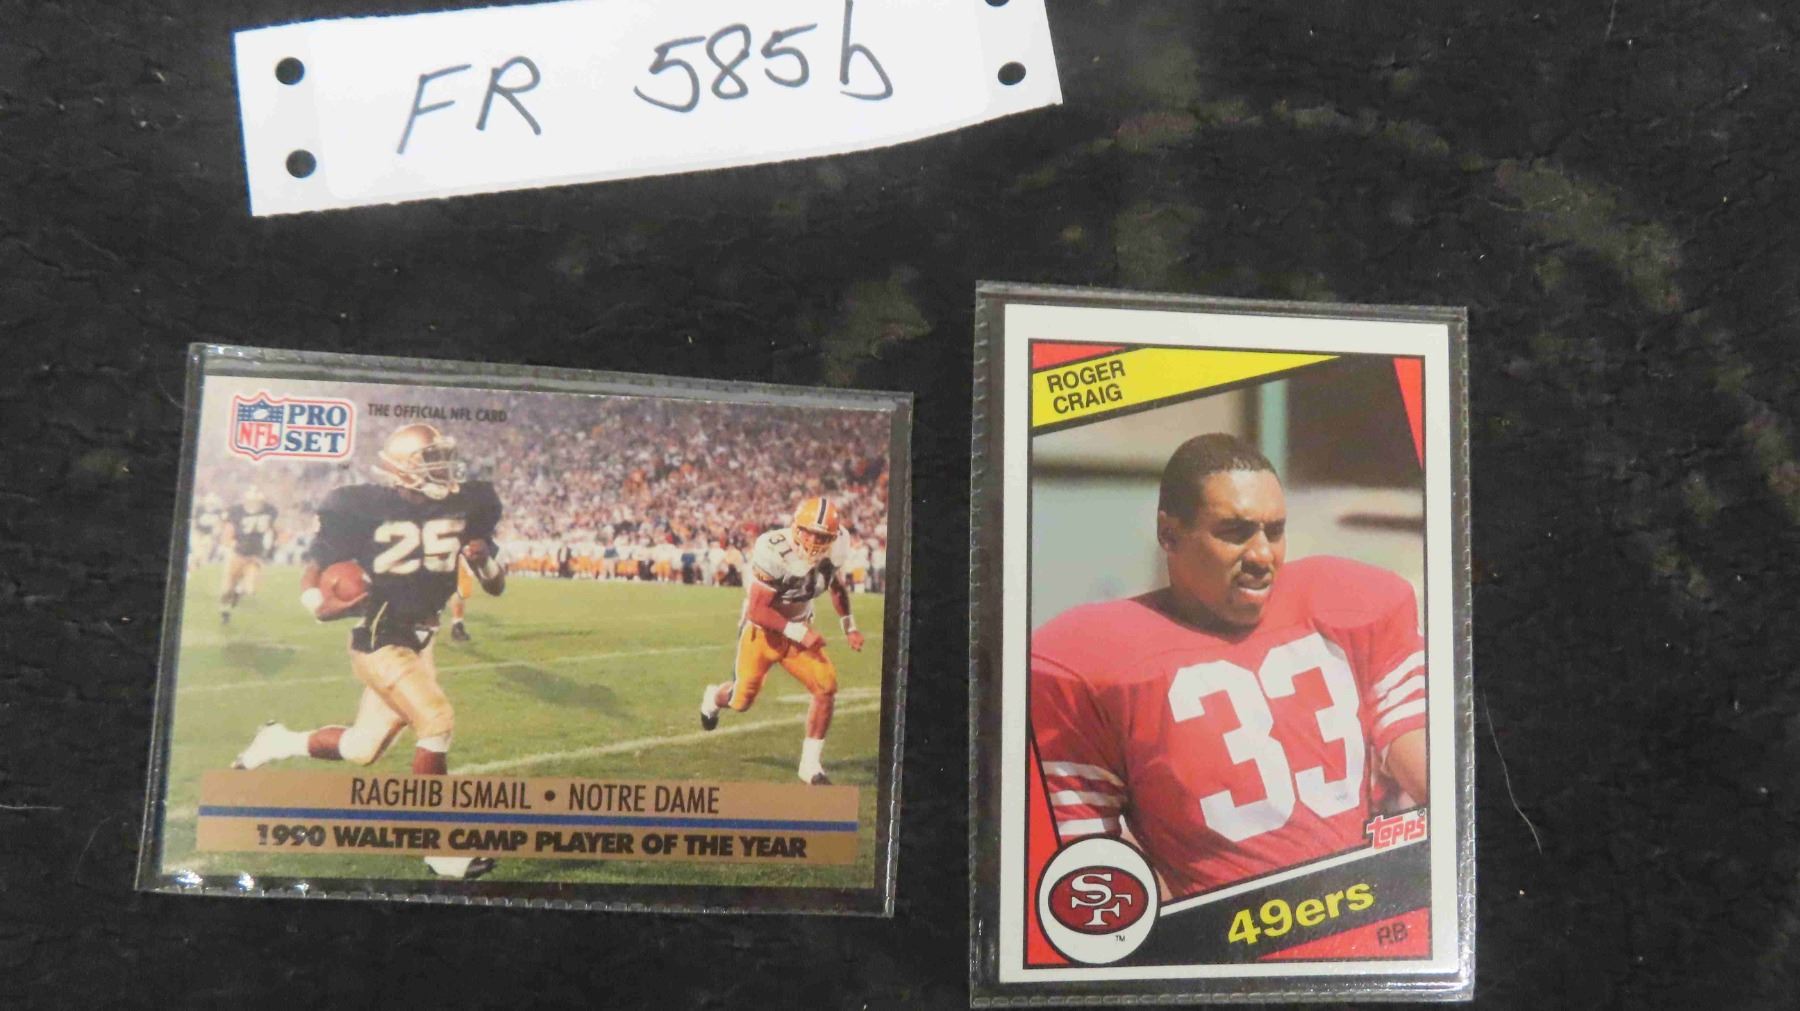 FR 585b
NFL PRO SET
THE OFFICIAL NFL CARD
25
31
RAGHIB ISMAIL • NOTRE DAME
1990 WALTER CAMP PLAYER OF THE YEAR
ROGER
CRAIG
33
topps
SF
TM
49ers
RB